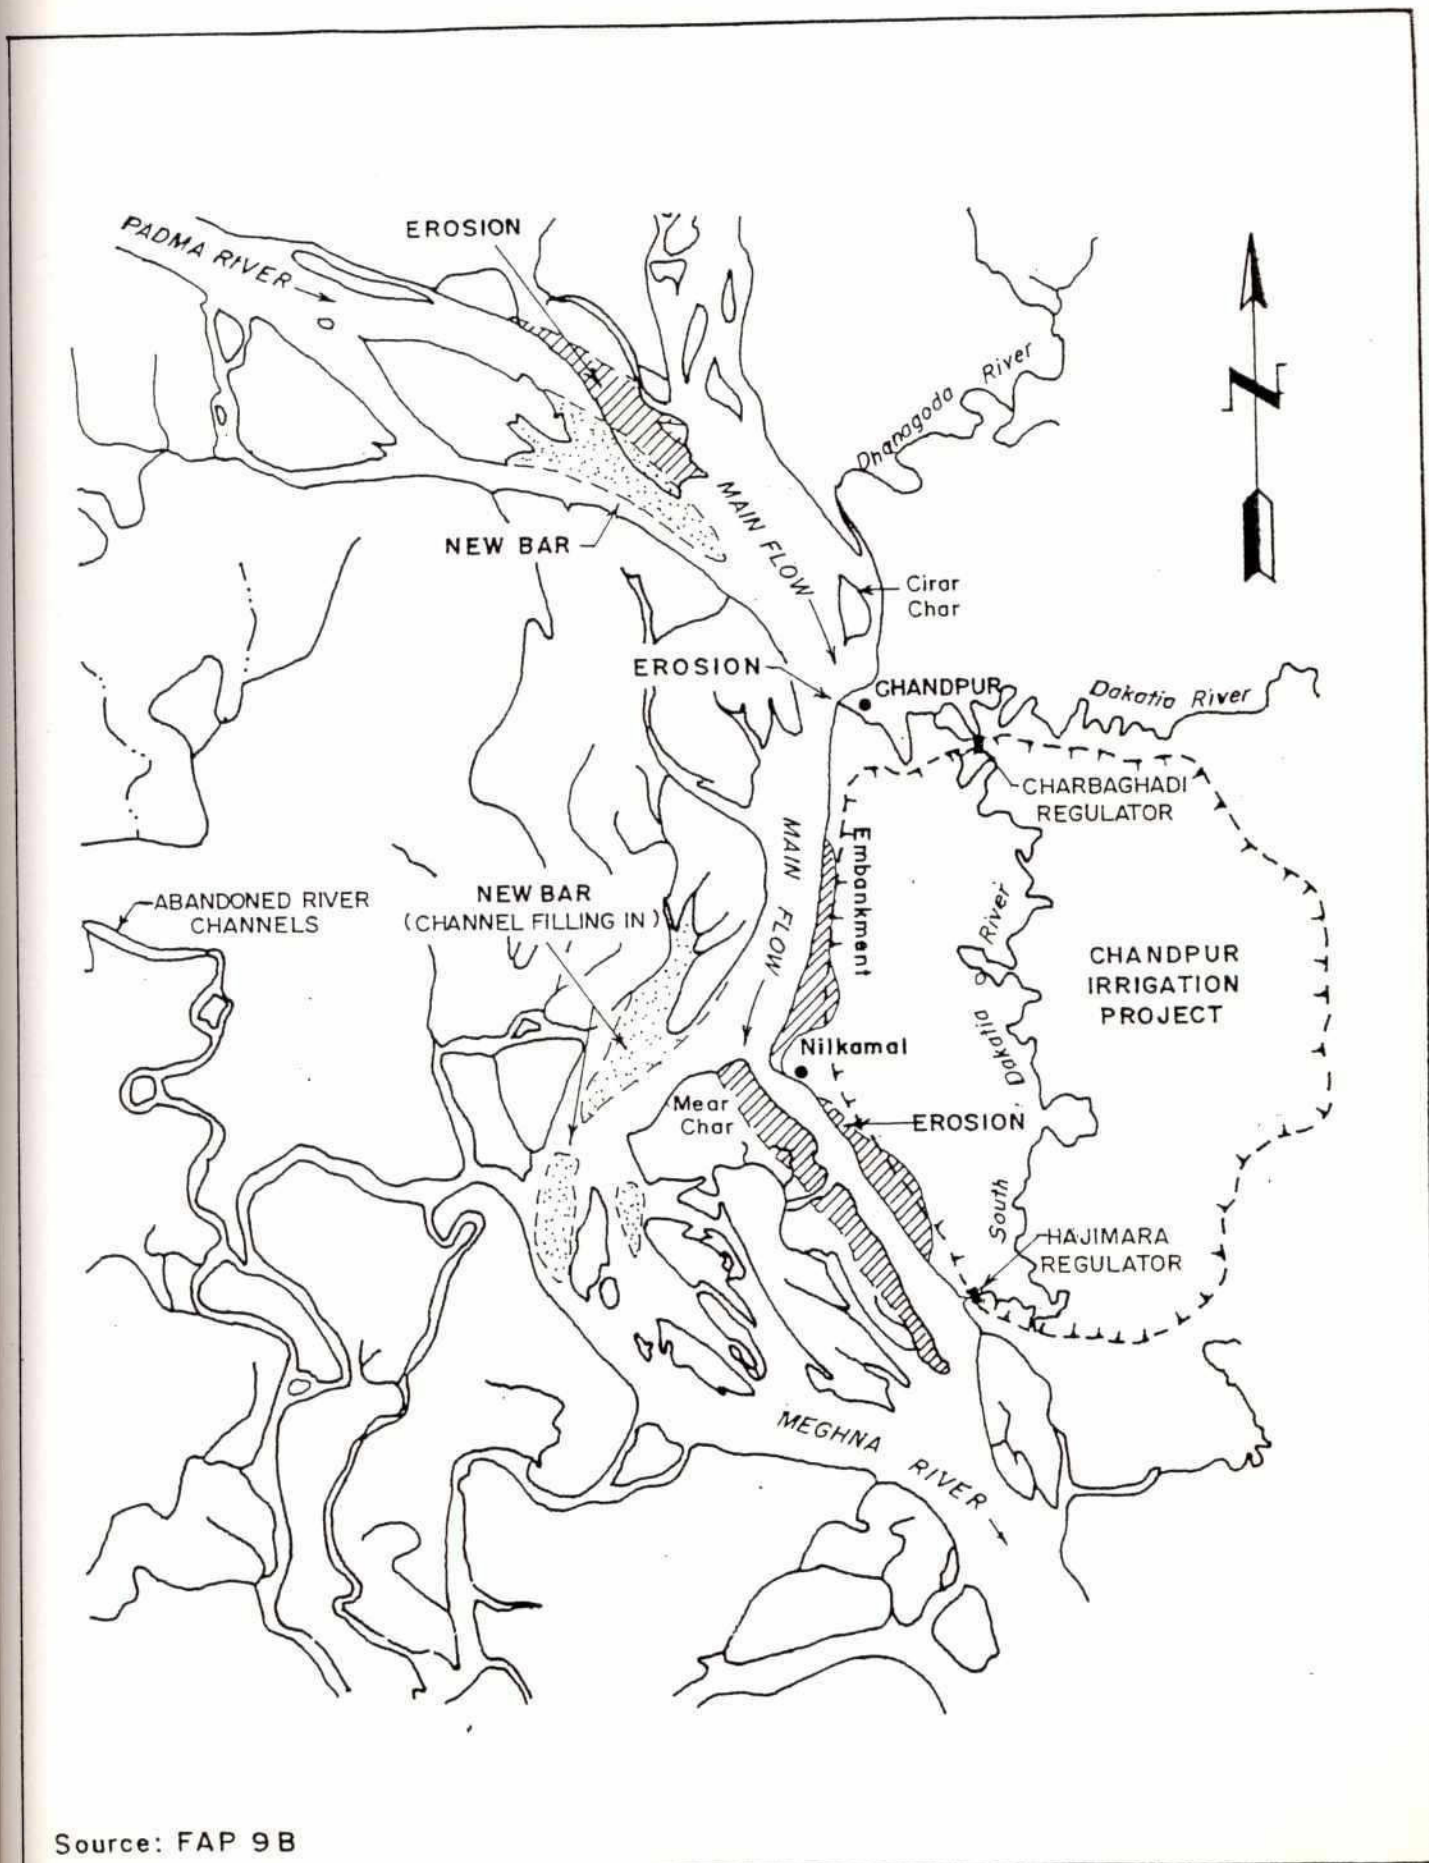 PADMA RIVER
EROSION
Dhanagoda River
MAIN FLOW
NEW BAR
Cirar
Char
EROSION
CHANDPUR
Dakatia River
CHARBAGHADI
REGULATOR
MAIN FLOW
Embankment
ABANDONED RIVER
CHANNELS
NEW BAR
(CHANNEL FILLING IN)
South Dakatia River
CHANDPUR
IRRIGATION
PROJECT
Nilkamal
Mear
Char
EROSION
HAJIMARA
REGULATOR
MEGHNA RIVER
N
Source: FAP 9B